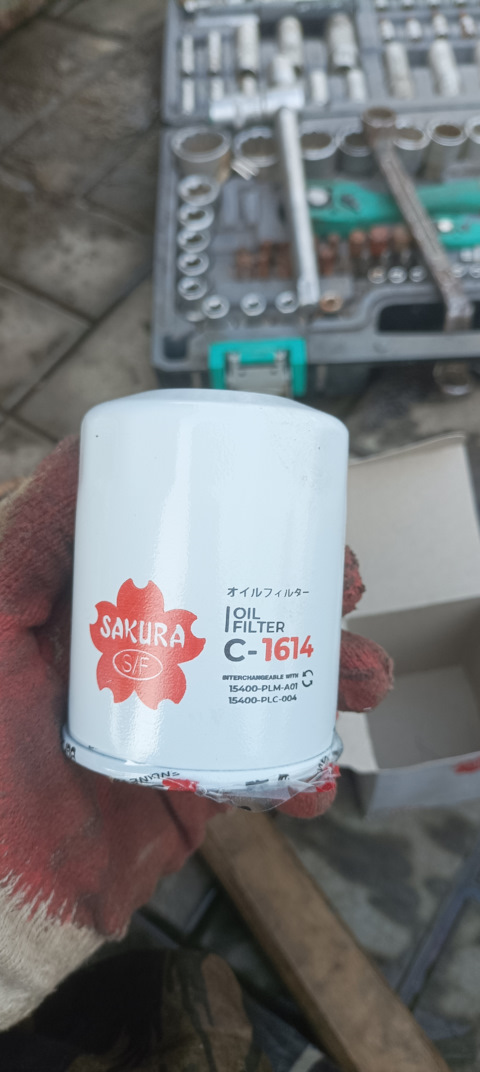 SAKURA
S/F
オイルフィルター
OIL
FILTER
C-1614
INTERCHANGEABLE WITH
15400-PLM-A01
15400-PLC-004